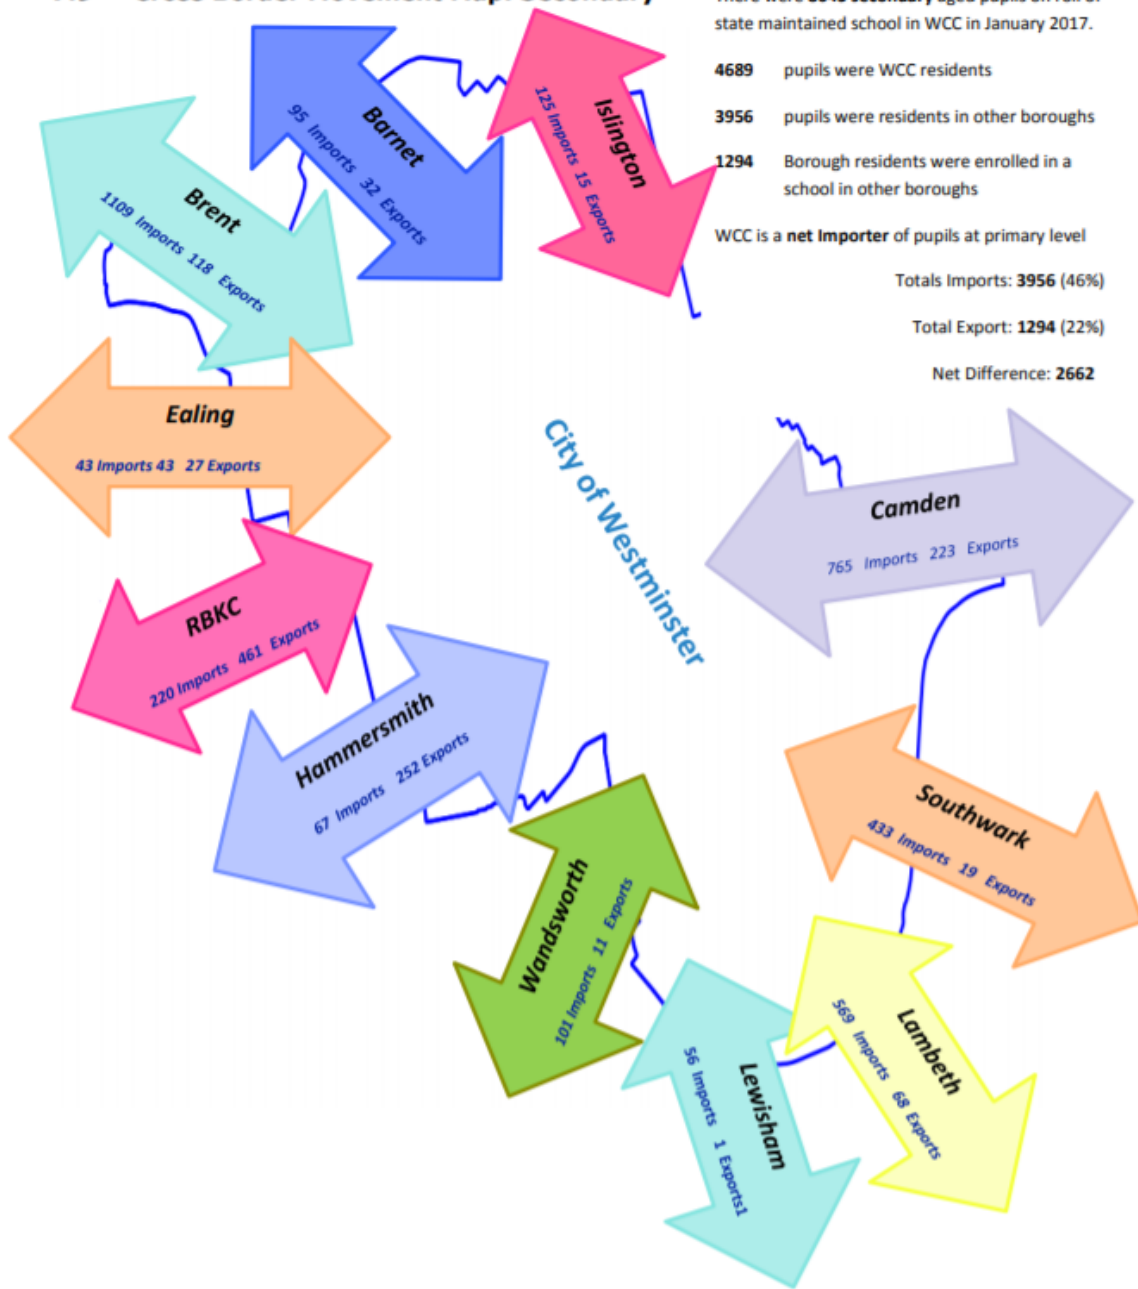 state maintained school in WCC in January 2017.
4689 pupils were WCC residents
3956 pupils were residents in other boroughs
1294 Borough residents were enrolled in a
school in other boroughs
WCC is a net Importer of pupils at primary level
Totals Imports: 3956 (46%)
Total Export: 1294 (22%)
Net Difference: 2662
Islington
125 Imports 15 Exports
Barnet
95 Imports 32 Exports
Brent
1109 Imports 118 Exports
Ealing
43 Imports 43 27 Exports
City of Westminster
Camden
765 Imports 223 Exports
RBKC
220 Imports 461 Exports
Hammersmith
67 Imports 252 Exports
Southwark
433 Imports 19 Exports
Wandsworth
101 Imports 11 Exports
Lambeth
569 Imports 68 Exports
Lewisham
56 Imports 1 Exports1